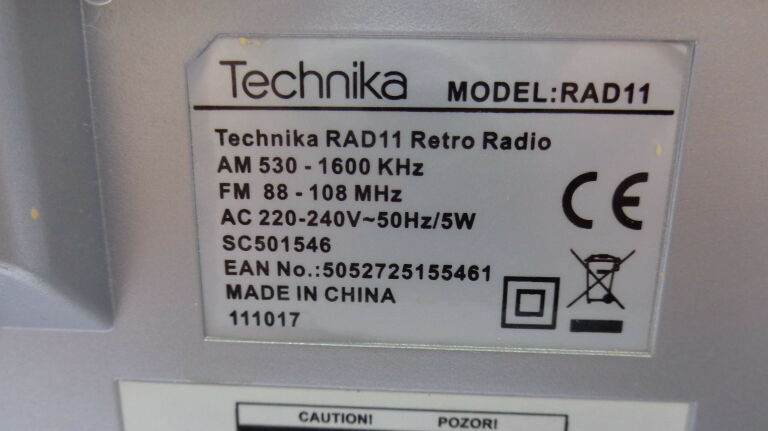 Technika MODEL:RAD11
Technika RAD11 Retro Radio
AM 530 - 1600 KHz
FM 88 - 108 MHz
AC 220-240V~50Hz/5W
SC501546
EAN No.:5052725155461
MADE IN CHINA
111017
CE
CAUTION! POZOR!